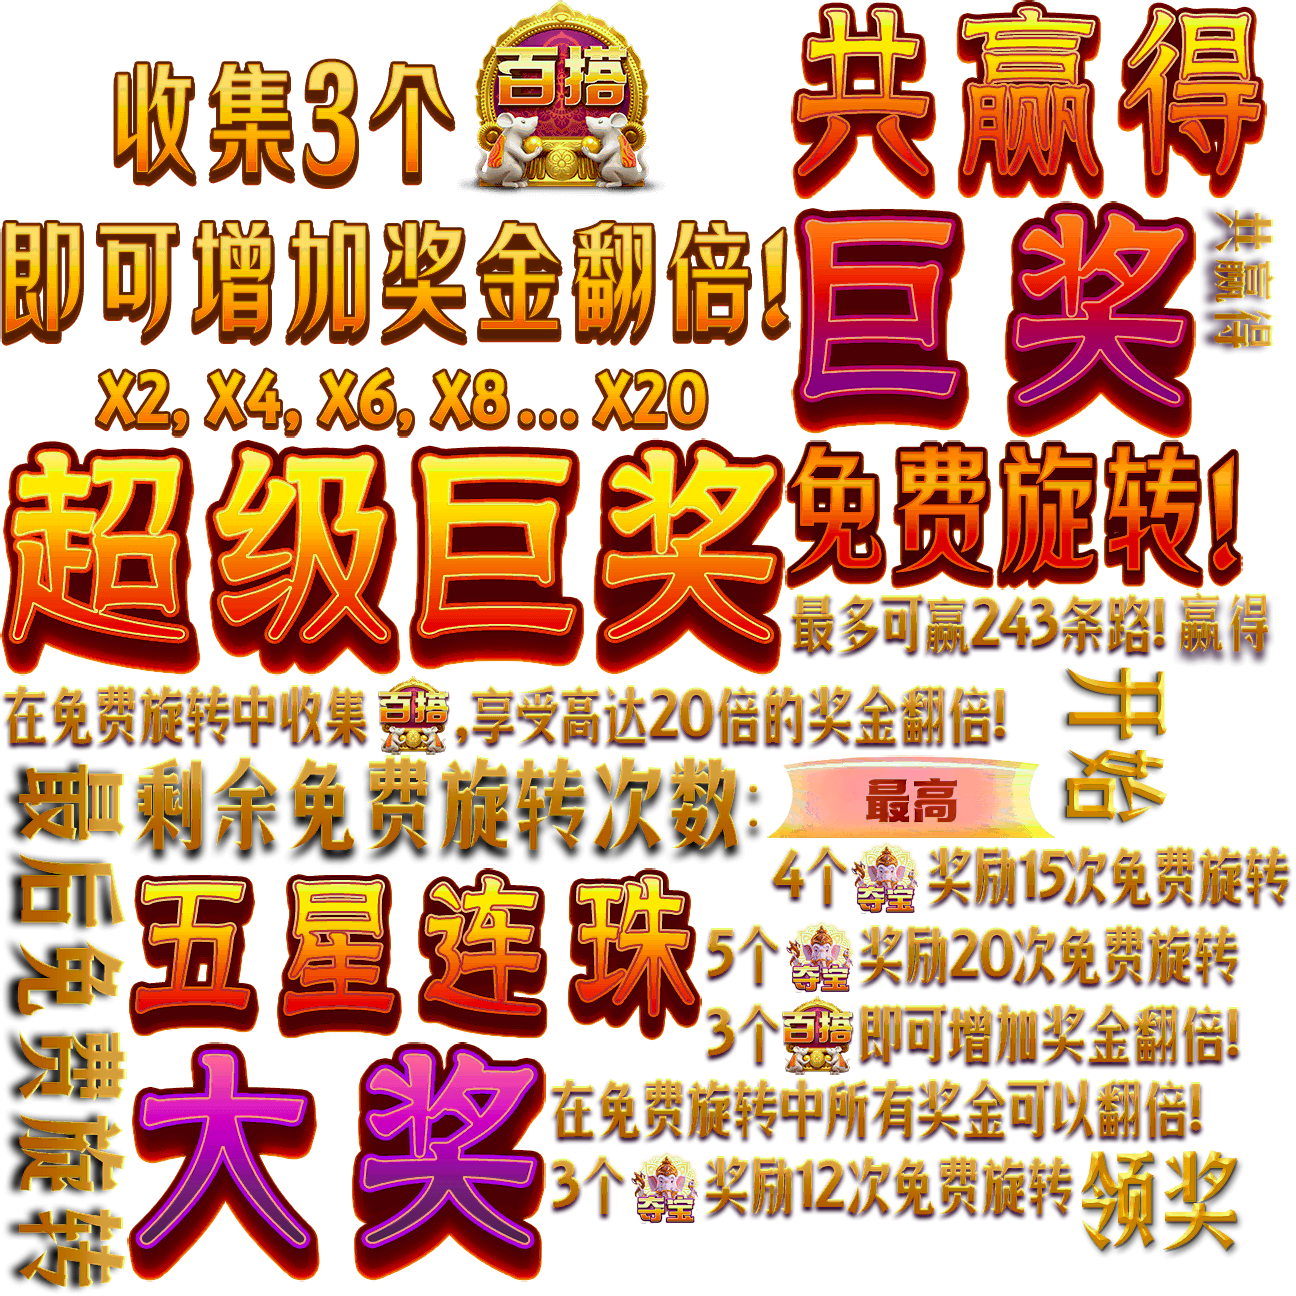 收集3个 百搭
共赢得
即可增加奖金翻倍!
巨奖
共赢得
X2, X4, X6, X8... X20
超级巨奖
免费旋转!
最多可赢243条路! 赢得
在免费旋转中收集百搭,享受高达20倍的奖金翻倍!
开始
最后免费旋转
剩余免费旋转次数:
最高
4个夺宝奖励15次免费旋转
五星连珠
5个夺宝奖励20次免费旋转
3个百搭即可增加奖金翻倍!
大奖
在免费旋转中所有奖金可以翻倍!
3个夺宝奖励12次免费旋转
领奖